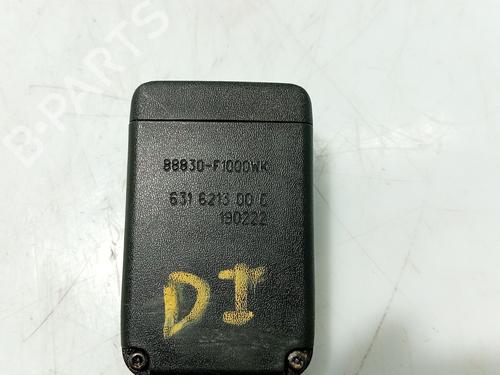 B-PARTS
88830-F1000WK
631 6213 00 C
190222
DI